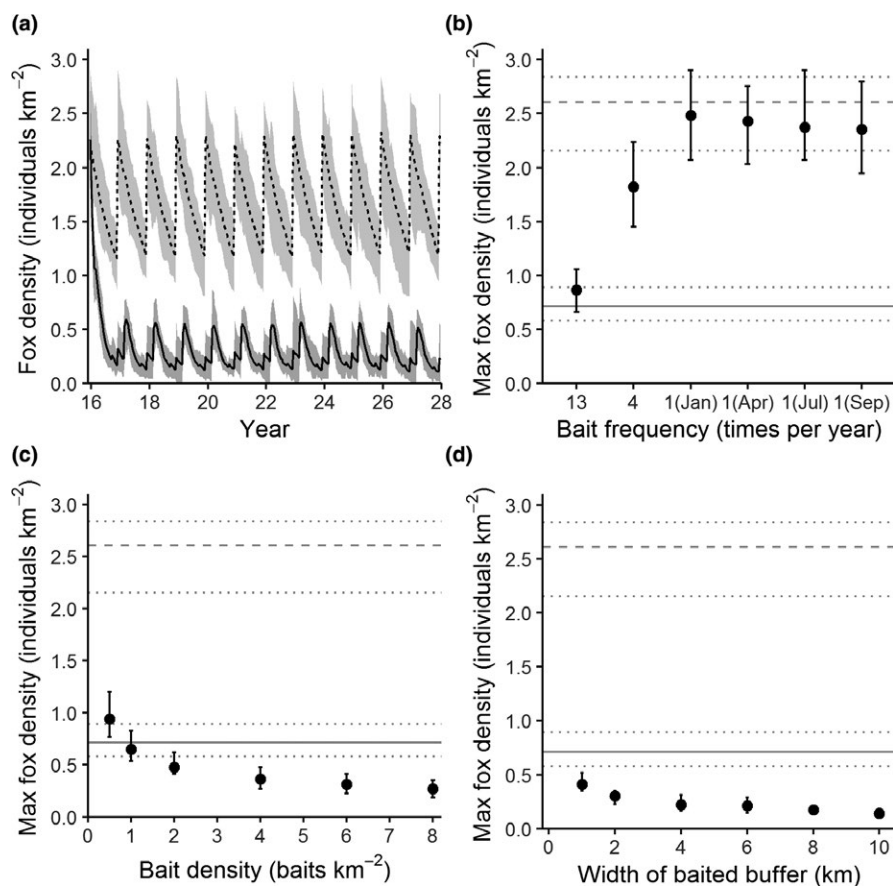 (a)
Fox density (individuals km⁻²)
3.0
2.5
2.0
1.5
1.0
0.5
0.0
16 18 20 22 24 26 28
Year
(b)
Max fox density (individuals km⁻²)
3.0
2.5
2.0
1.5
1.0
0.5
0.0
13 4 1(Jan) 1(Apr) 1(Jul) 1(Sep)
Bait frequency (times per year)
(c)
Max fox density (individuals km⁻²)
3.0
2.5
2.0
1.5
1.0
0.5
0.0
0 1 2 3 4 5 6 7 8
Bait density (baits km⁻²)
(d)
Max fox density (individuals km⁻²)
3.0
2.5
2.0
1.5
1.0
0.5
0.0
0 2 4 6 8 10
Width of baited buffer (km)